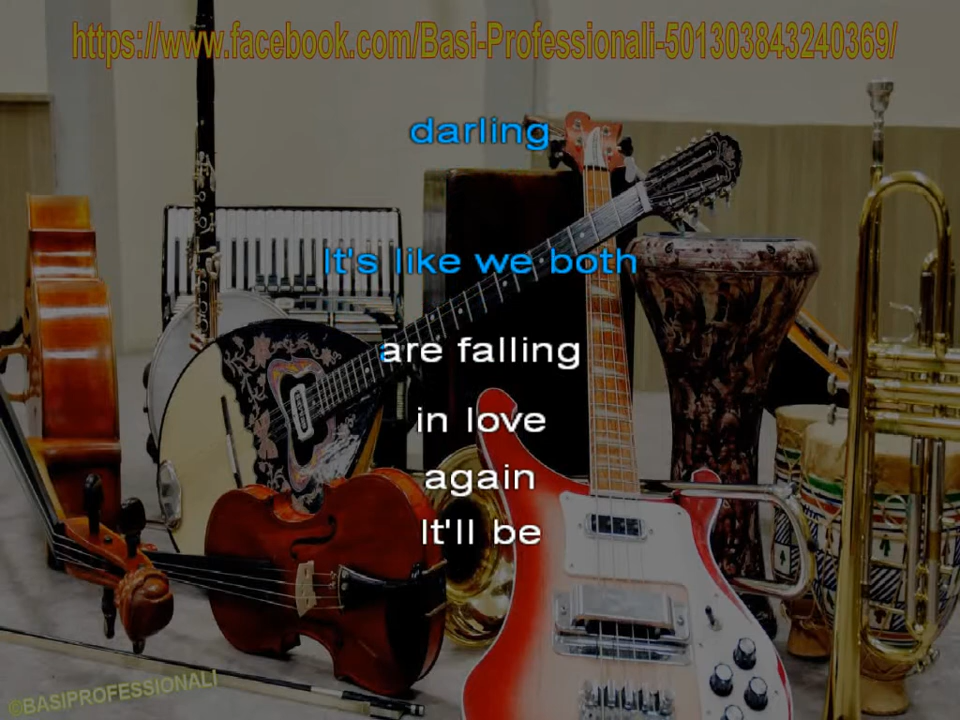 https://www.facebook.com/Basi-Professionali-501303843240369/
darling
It's like we both
are falling
in love
again
It'll be
©BASIPROFESSIONALI